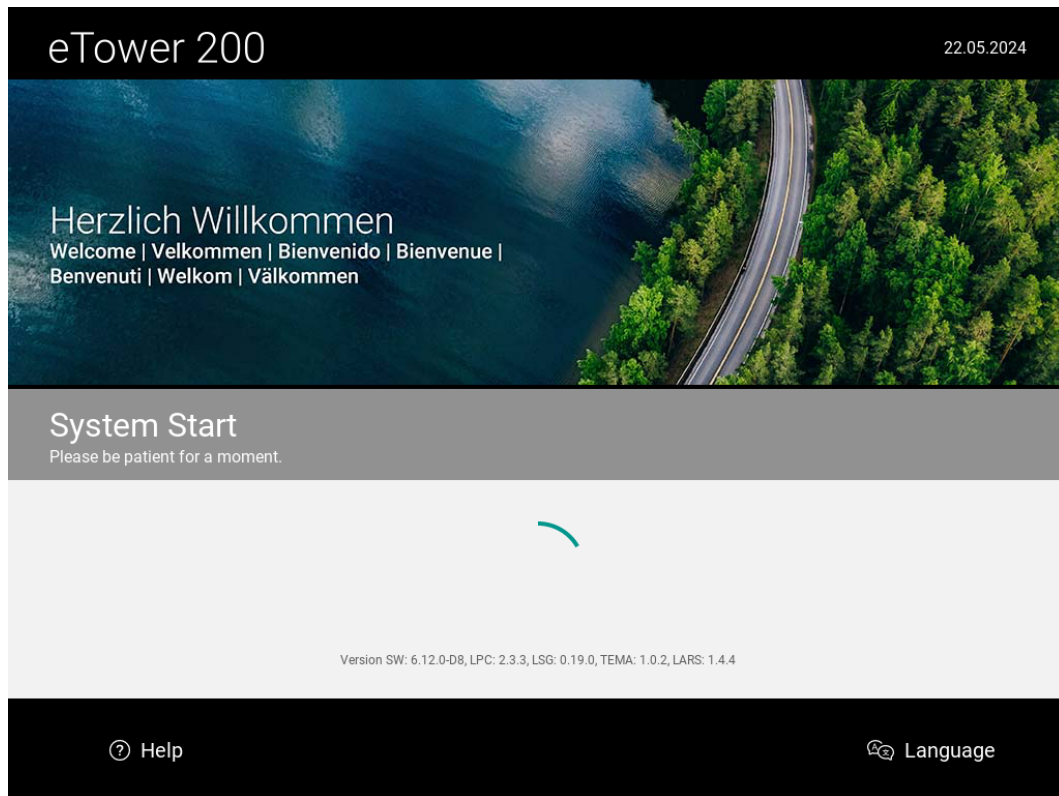 eTower 200
22.05.2024
Herzlich Willkommen
Welcome | Velkommen | Bienvenido | Bienvenue |
Benvenuti | Welkom | Välkommen
System Start
Please be patient for a moment.
Version SW: 6.12.0-D8, LPC: 2.3.3, LSG: 0.19.0, TEMA: 1.0.2, LARS: 1.4.4
Help
Language